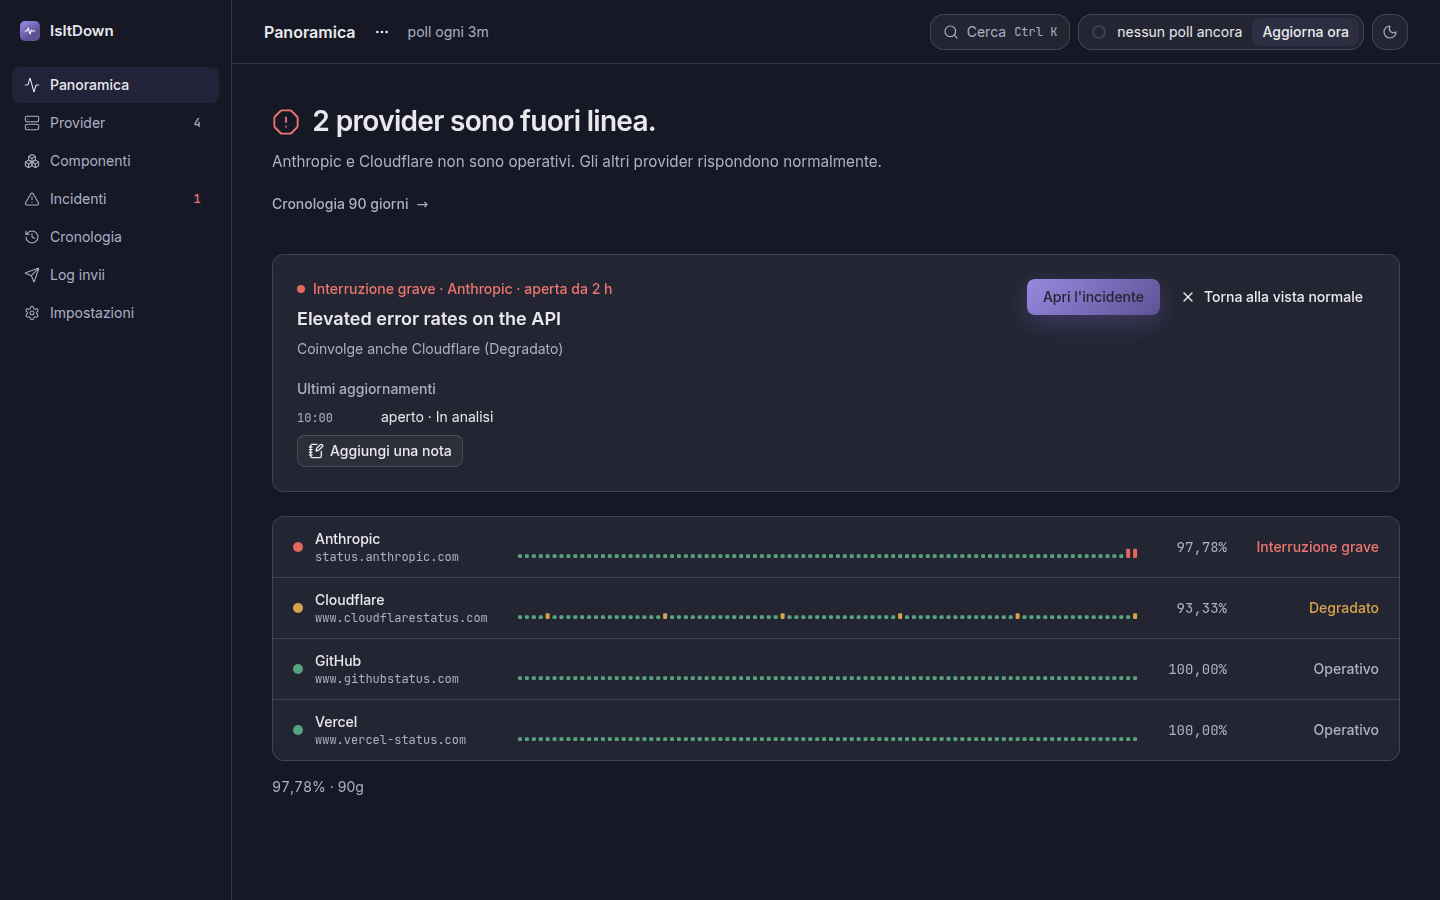 IsItDown
Panoramica
Provider 4
Componenti
Incidenti 1
Cronologia
Log invii
Impostazioni
Panoramica ··· poll ogni 3m
Cerca Ctrl K
nessun poll ancora Aggiorna ora
2 provider sono fuori linea.
Anthropic e Cloudflare non sono operativi. Gli altri provider rispondono normalmente.
Cronologia 90 giorni →
Interruzione grave · Anthropic · aperta da 2 h
Apri l'incidente
Torna alla vista normale
Elevated error rates on the API
Coinvolge anche Cloudflare (Degradato)
Ultimi aggiornamenti
10:00 aperto · In analisi
Aggiungi una nota
Anthropic
status.anthropic.com
97,78% Interruzione grave
Cloudflare
www.cloudflarestatus.com
93,33% Degradato
GitHub
www.githubstatus.com
100,00% Operativo
Vercel
www.vercel-status.com
100,00% Operativo
97,78% · 90g